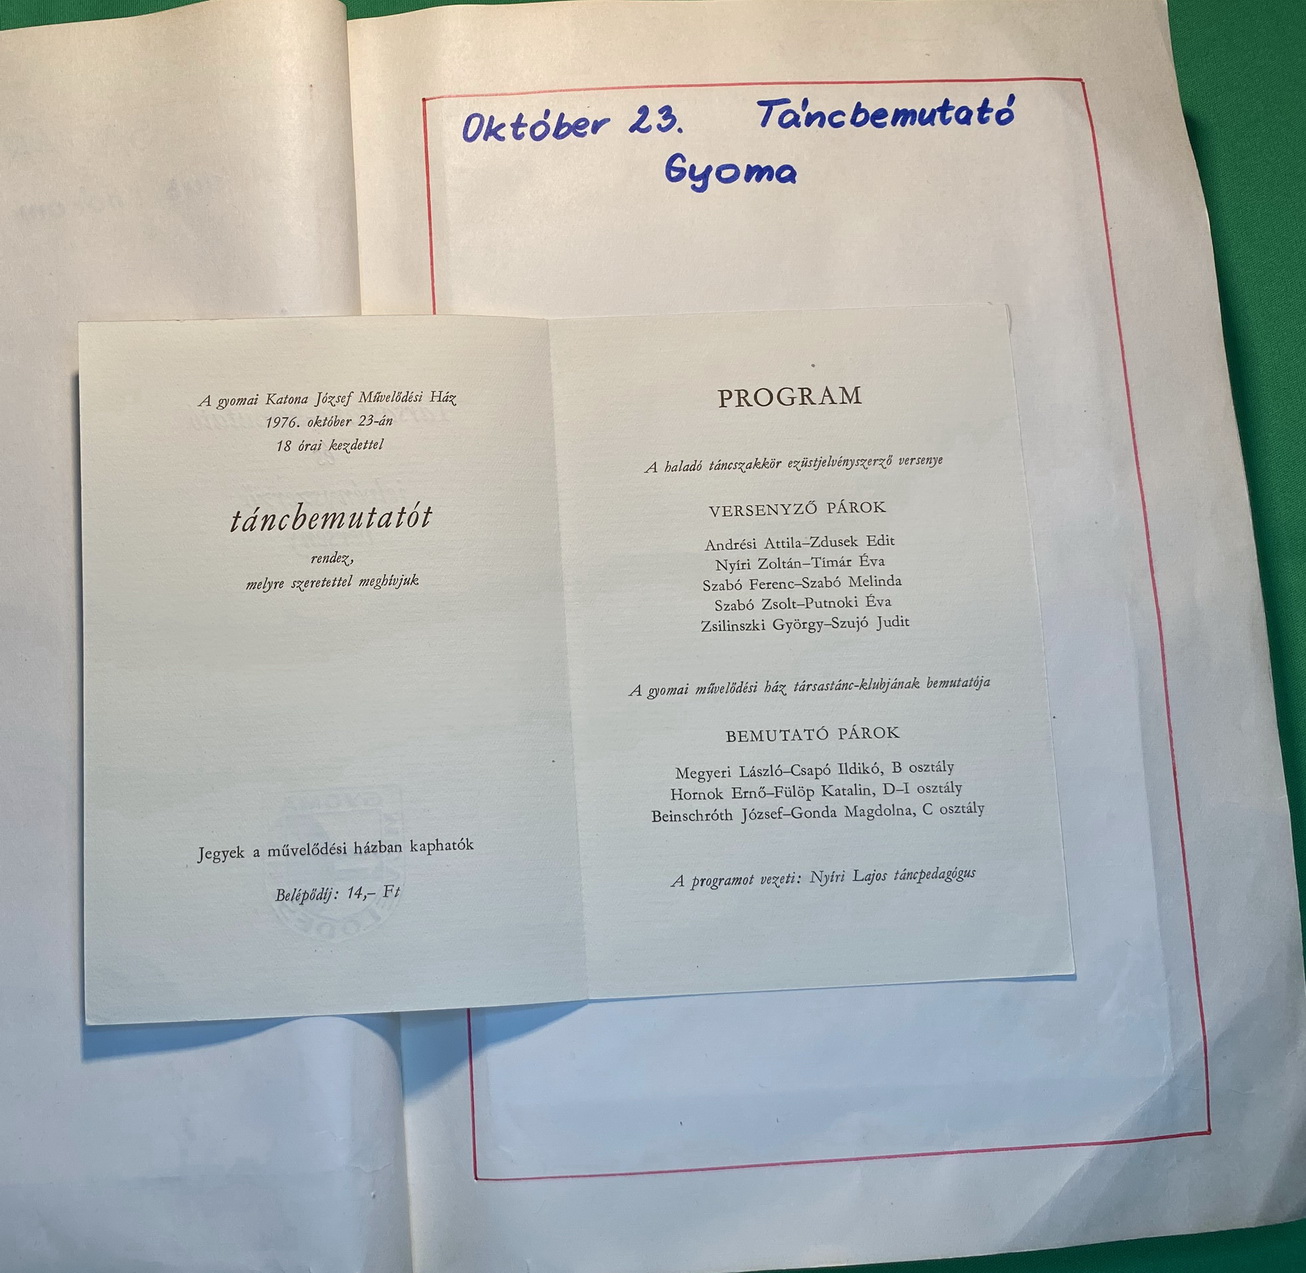 Október 23. Táncbemutató
Gyoma
A gyomai Katona József Művelődési Ház
1976. október 23-án
18 órai kezdettel
táncbemutatót
rendez,
melyre szeretettel meghívjuk
Jegyek a művelődési házban kaphatók
Belépődíj: 14,– Ft
PROGRAM
A haladó táncszakkör ezüstjelvényszerző versenye
VERSENYZŐ PÁROK
Andrési Attila–Zdusek Edit
Nyíri Zoltán–Tímár Éva
Szabó Ferenc–Szabó Melinda
Szabó Zsolt–Putnoki Éva
Zsilinszki György–Szujó Judit
A gyomai művelődési ház társastánc-klubjának bemutatója
BEMUTATÓ PÁROK
Megyeri László–Csapó Ildikó, B osztály
Hornok Ernő–Fülöp Katalin, D–I osztály
Beinschróth József–Gonda Magdolna, C osztály
A programot vezeti: Nyíri Lajos táncpedagógus